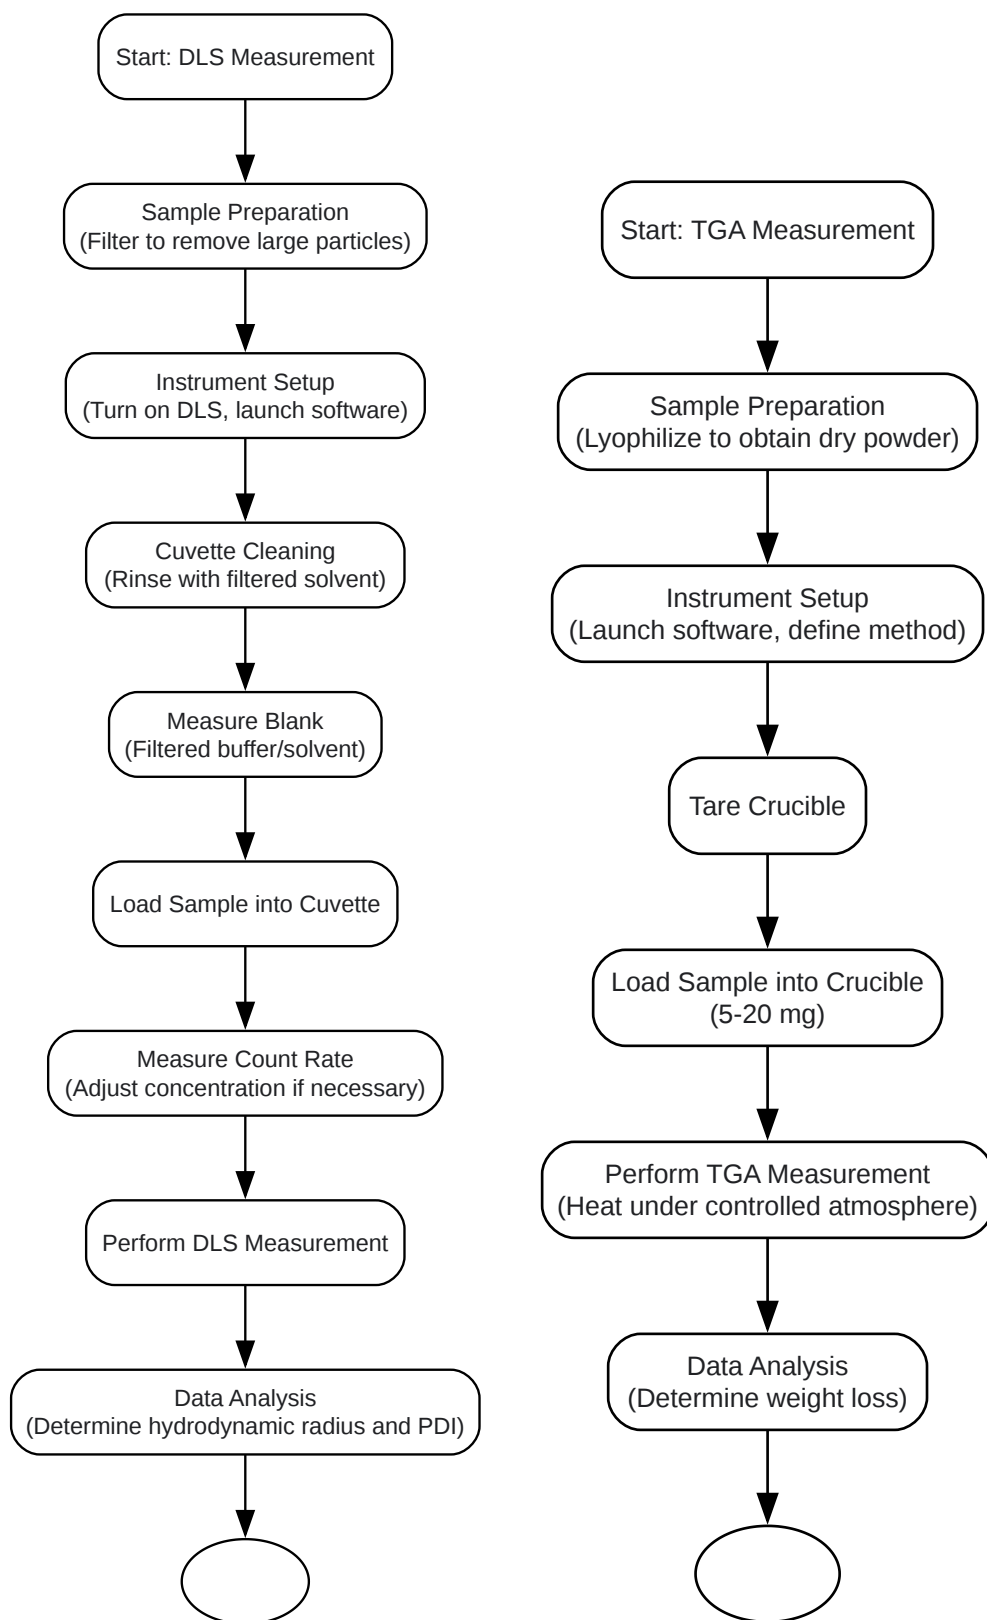 Start: DLS Measurement
Sample Preparation
(Filter to remove large particles)
Instrument Setup
(Turn on DLS, launch software)
Cuvette Cleaning
(Rinse with filtered solvent)
Measure Blank
(Filtered buffer/solvent)
Load Sample into Cuvette
Measure Count Rate
(Adjust concentration if necessary)
Perform DLS Measurement
Data Analysis
(Determine hydrodynamic radius and PDI)
Start: TGA Measurement
Sample Preparation
(Lyophilize to obtain dry powder)
Instrument Setup
(Launch software, define method)
Tare Crucible
Load Sample into Crucible
(5-20 mg)
Perform TGA Measurement
(Heat under controlled atmosphere)
Data Analysis
(Determine weight loss)